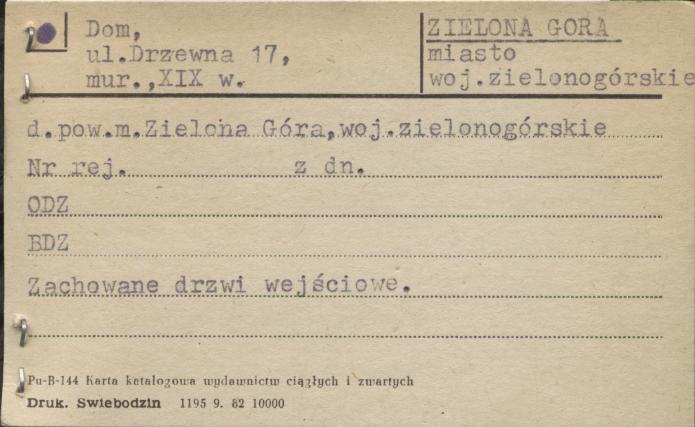 Dom,
ul.Drzewna 17,
mur.,XIX w.
ZIELONA GORA
miasto
woj.zielonogórskie
d.pow.m.Zielona Góra,woj.zielonogórskie
Nr rej. z dn.
ODZ
BDZ
Zachowane drzwi wejściowe.
Pu-B-144 Karta katalogowa wydawnictw ciągłych i zwartych
Druk. Swiebodzin 1195 9. 82 10000